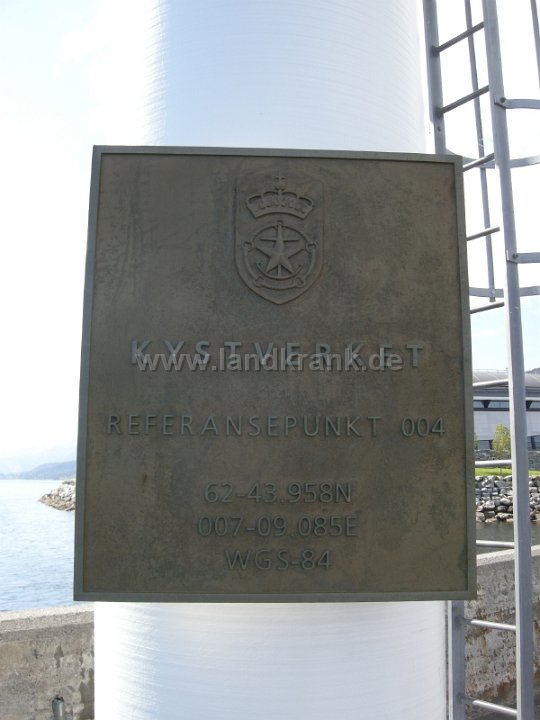 KYSTVERKET
www.landkrank.de
REFERANSEPUNKT 004
62-43.958N
007-09.085E
WGS-84